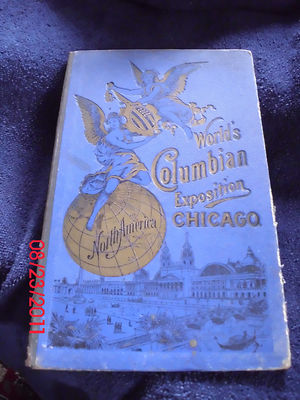 World's
Columbian
Exposition
CHICAGO
North America
08/23/2011